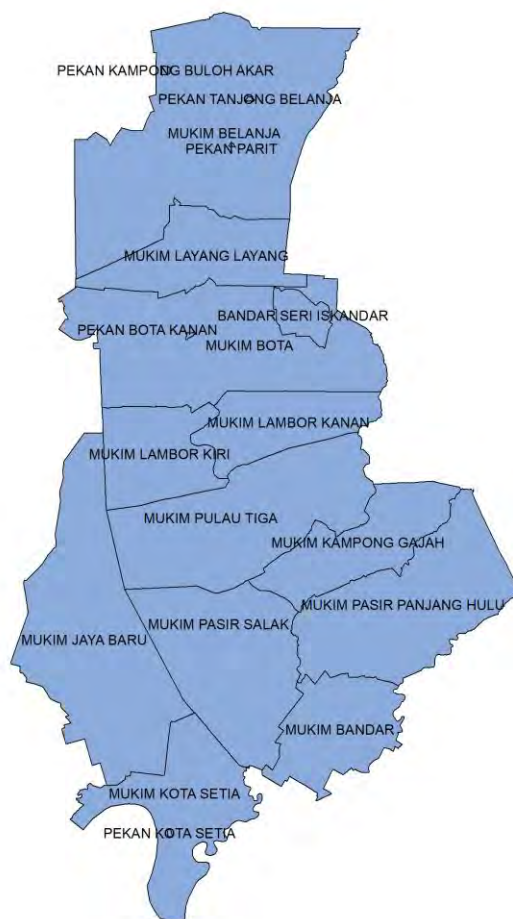 PEKAN KAMPONG BULOH AKAR
PEKAN TANJONG BELANJA
MUKIM BELANJA
PEKAN PARIT
MUKIM LAYANG LAYANG
BANDAR SERI ISKANDAR
PEKAN BOTA KANAN
MUKIM BOTA
MUKIM LAMBOR KANAN
MUKIM LAMBOR KIRI
MUKIM PULAU TIGA
MUKIM KAMPONG GAJAH
MUKIM PASIR PANJANG HULU
MUKIM PASIR SALAK
MUKIM JAYA BARU
MUKIM BANDAR
MUKIM KOTA SETIA
PEKAN KOTA SETIA